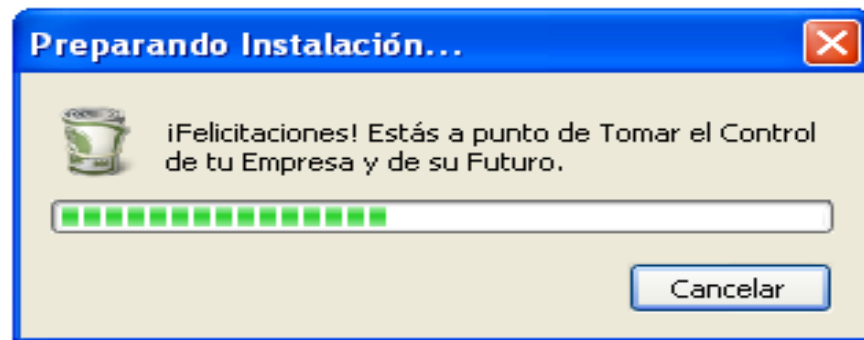 Preparando Instalación...
¡Felicitaciones! Estás a punto de Tomar el Control
de tu Empresa y de su Futuro.
Cancelar